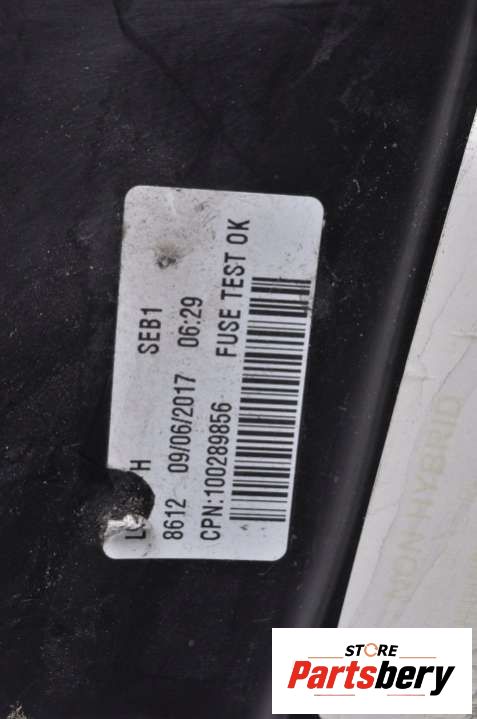 SEB1
8612 09/06/2017 06:29
CPN:100289856
FUSE TEST OK
NON-HYBRID
STORE
Partsbery